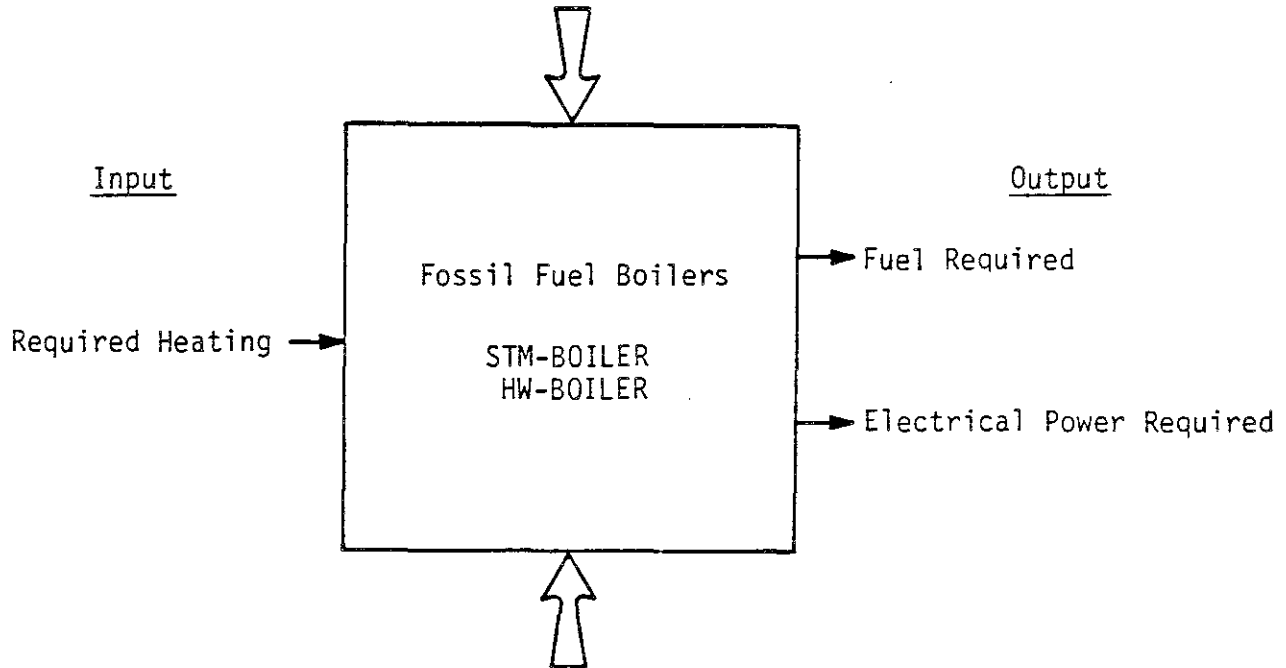 Input
Output
Fossil Fuel Boilers
Fuel Required
Required Heating
STM-BOILER
HW-BOILER
Electrical Power Required